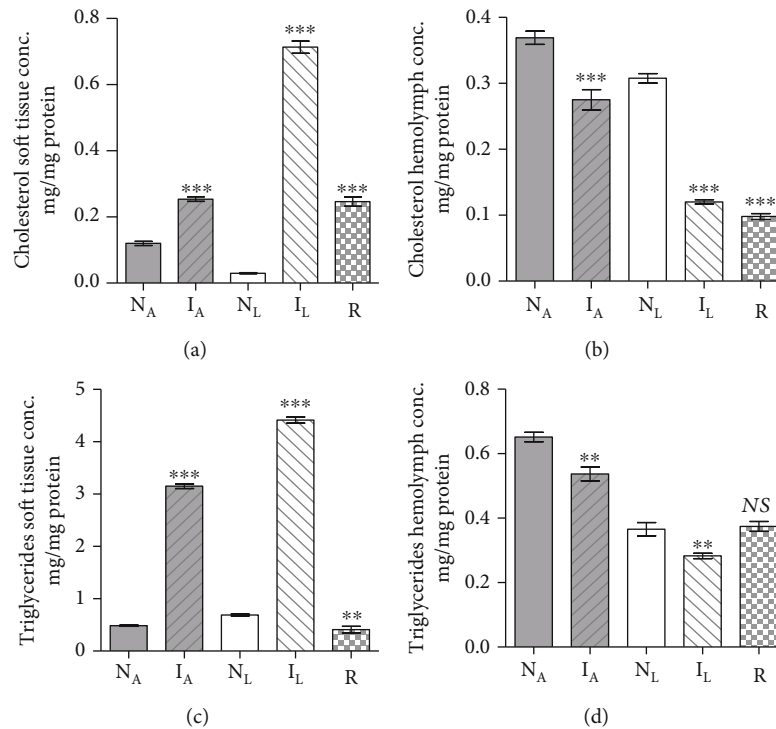 Cholesterol soft tissue conc.
mg/mg protein
0.8
0.6
0.4
0.2
0.0
***
***
***
N_A I_A N_L I_L R
(a)
Cholesterol hemolymph conc.
mg/mg protein
0.4
0.3
0.2
0.1
0.0
***
***
***
N_A I_A N_L I_L R
(b)
Triglycerides soft tissue conc.
mg/mg protein
5
4
3
2
1
0
***
***
**
N_A I_A N_L I_L R
(c)
Triglycerides hemolymph conc.
mg/mg protein
0.8
0.6
0.4
0.2
0.0
**
**
NS
N_A I_A N_L I_L R
(d)